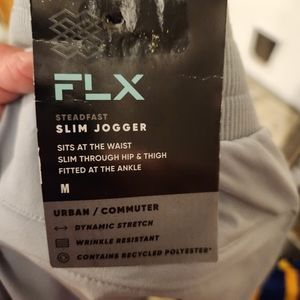 FLX
STEADFAST
SLIM JOGGER
SITS AT THE WAIST
SLIM THROUGH HIP & THIGH
FITTED AT THE ANKLE
M
URBAN / COMMUTER
DYNAMIC STRETCH
WRINKLE RESISTANT
CONTAINS RECYCLED POLYESTER*